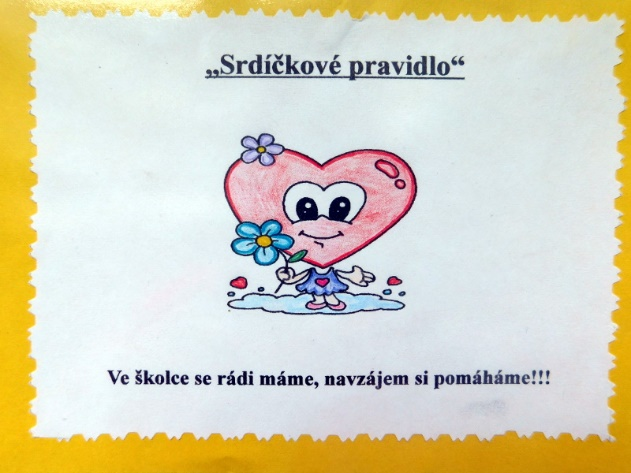 „Srdíčkové pravidlo“
Ve školce se rádi máme, navzájem si pomáháme!!!